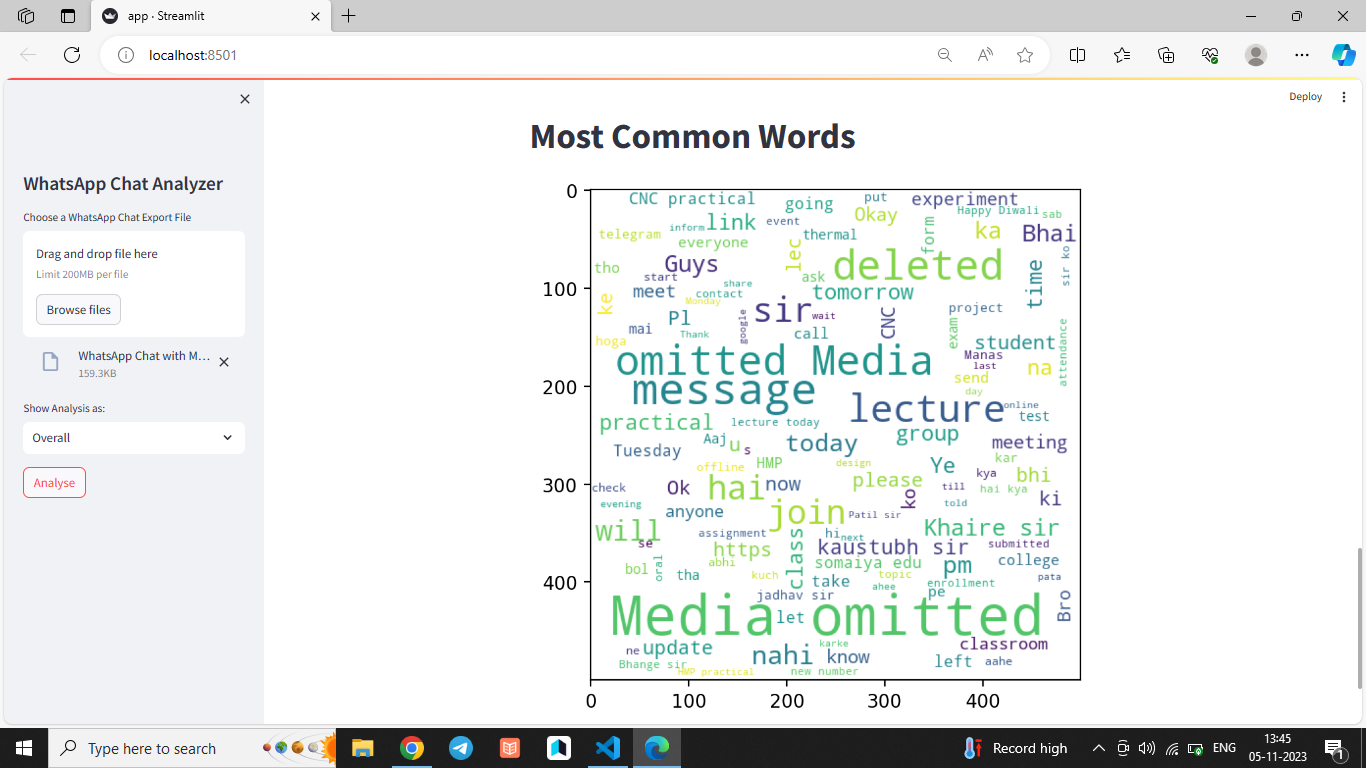 app · Streamlit
localhost:8501
Deploy
WhatsApp Chat Analyzer
Choose a WhatsApp Chat Export File
Drag and drop file here
Limit 200MB per file
Browse files
WhatsApp Chat with M...
159.3KB
Show Analysis as:
Overall
Analyse
Most Common Words
0
100
200
300
400
0 100 200 300 400
CNC practical going put experiment
inform link event Okay Happy Diwali sab
telegram everyone thermal form ka Bhai
tho Guys lec deleted sir ko
start share ask time
ke meet contact Monday tomorrow project
Pl google sir wait CNC
mai Thank call exam student attendance
hoga Manas
omitted Media last na
message send day
lecture online
practical lecture today test
Aaj u s today group meeting
Tuesday offline HMP design Ye kar
check Ok hai now please kya bhi
evening ko till hai kya ki
anyone join Patil sir told
will assignment hi next Khaire sir
se https class kaustubh sir submitted
bol oral abhi somaiya edu pm college
tha kuch take topic enrollment pata
jadhav sir ahee pe
Media let omitted Bro
ne update karke classroom
Bhange sir nahi know left aahe
HMP practical new number
Type here to search
Record high
ENG
13:45
05-11-2023
1